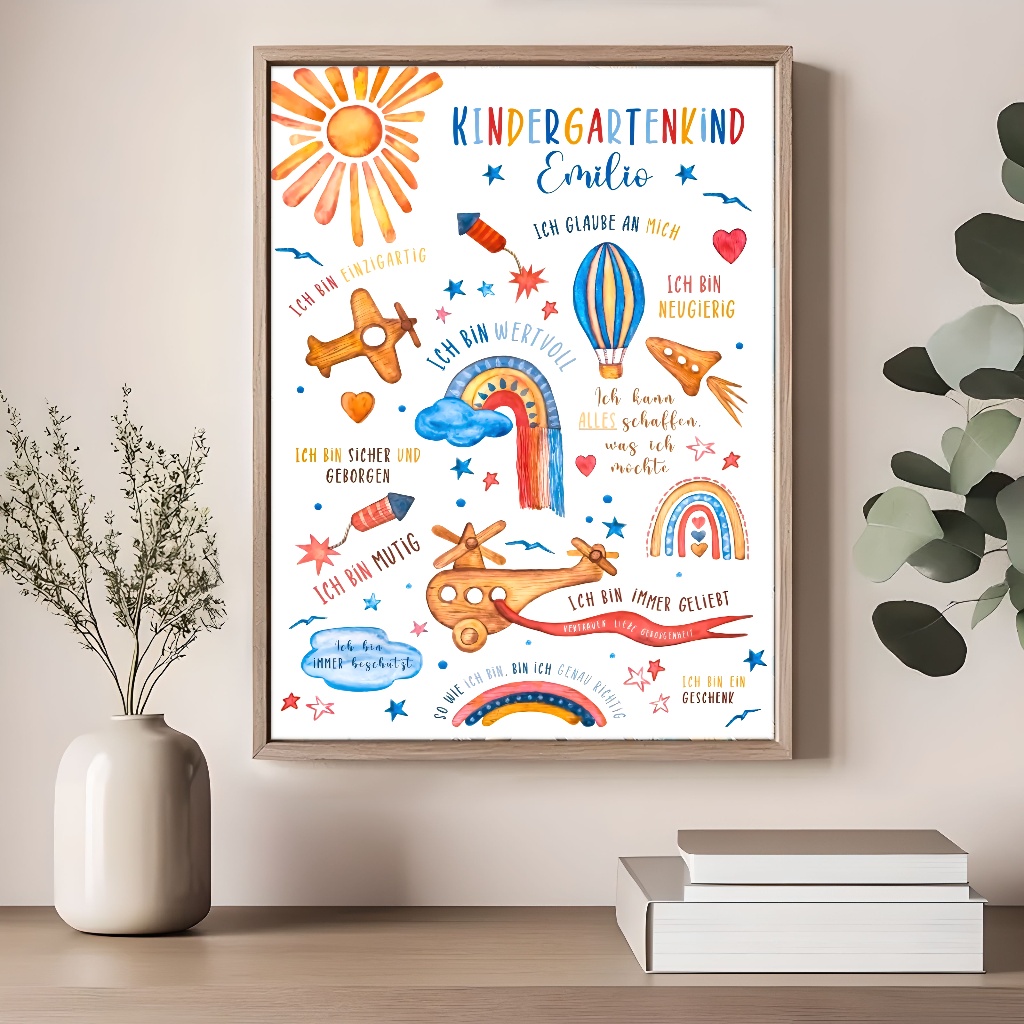 KINDERGARTENKIND
Emilio
ICH GLAUBE AN MICH
ICH BIN EINZIGARTIG
ICH BIN
NEUGIERIG
ICH BIN WERTVOLL
Ich kann
ALLES schaffen,
was ich
möchte
ICH BIN SICHER UND
GEBORGEN
ICH BIN MUTIG
ICH BIN IMMER GELIEBT
VERTRAUEN LIEBE GEBORGENHEIT
Ich bin
IMMER beschützt
SO WIE ICH BIN, BIN ICH GENAU RICHTIG
ICH BIN EIN
GESCHENK